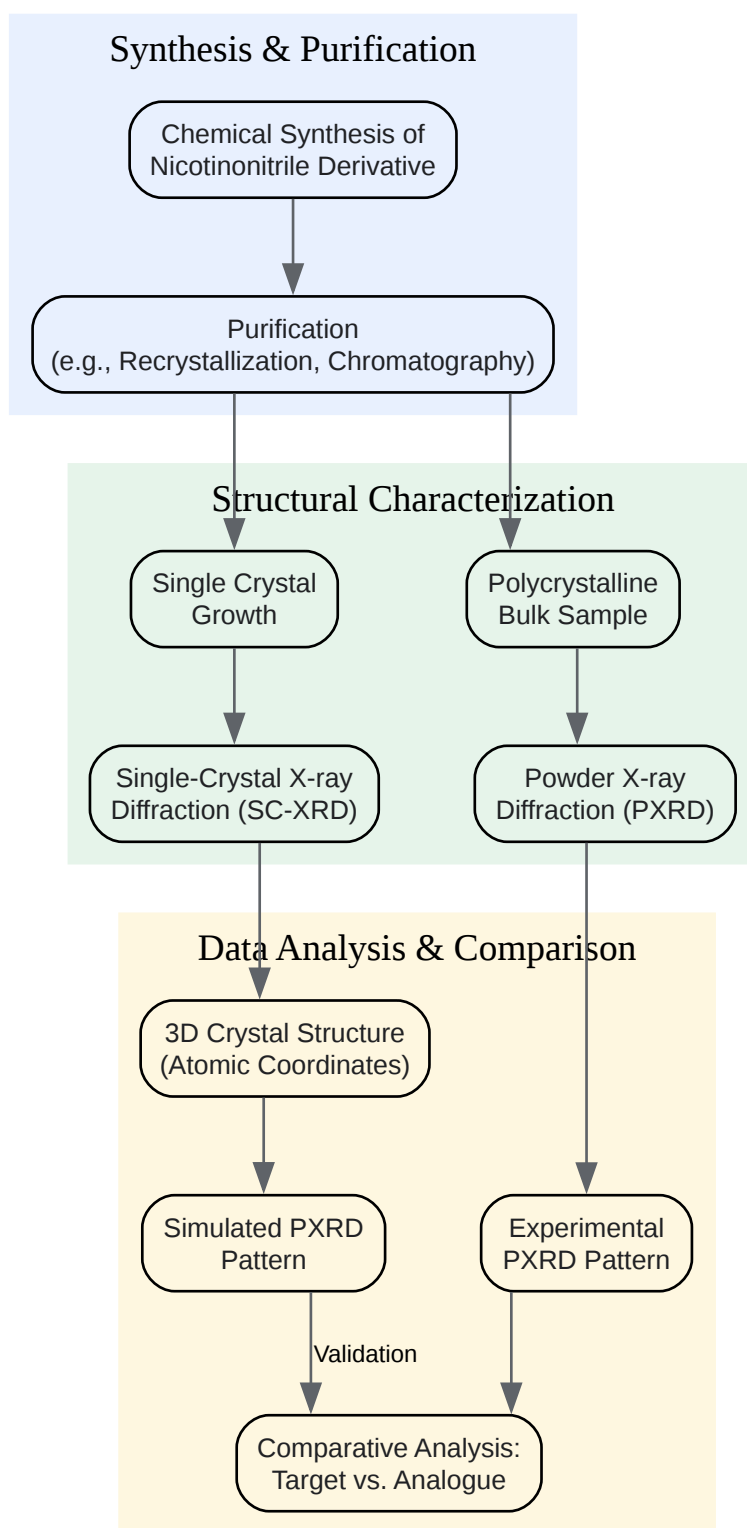 Synthesis & Purification
Chemical Synthesis of
Nicotinonitrile Derivative
Purification
(e.g., Recrystallization, Chromatography)
Structural Characterization
Single Crystal
Growth
Polycrystalline
Bulk Sample
Single-Crystal X-ray
Diffraction (SC-XRD)
Powder X-ray
Diffraction (PXRD)
Data Analysis & Comparison
3D Crystal Structure
(Atomic Coordinates)
Simulated PXRD
Pattern
Experimental
PXRD Pattern
Validation
Comparative Analysis:
Target vs. Analogue